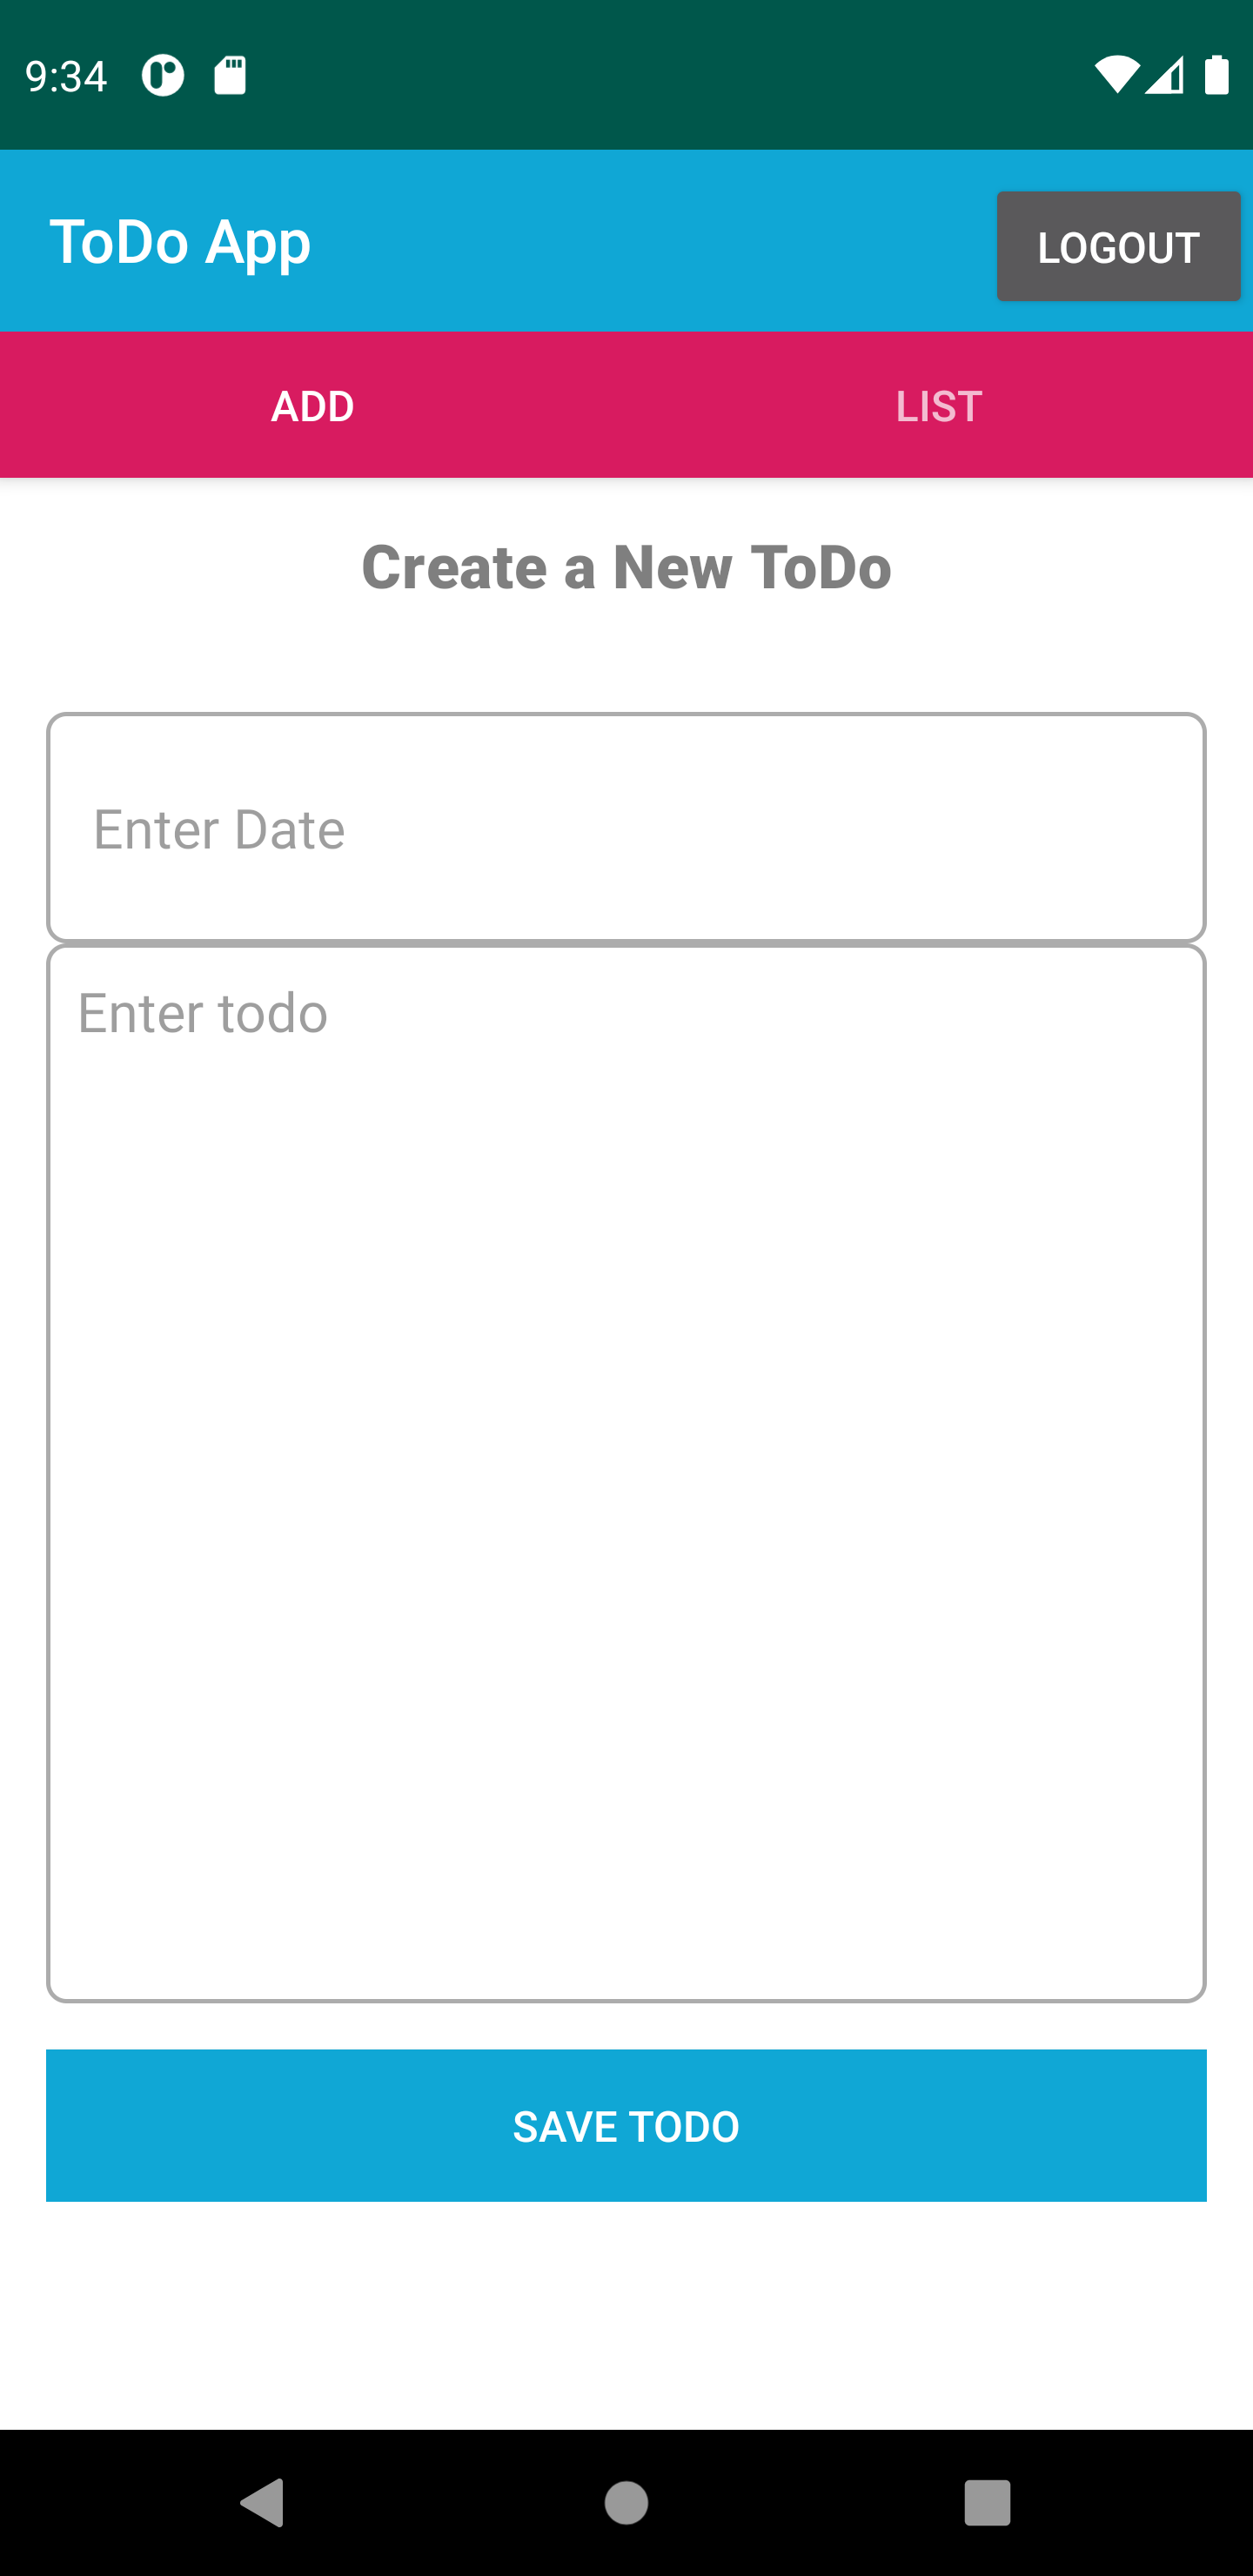 9:34
ToDo App
LOGOUT
ADD
LIST
Create a New ToDo
Enter Date
Enter todo
SAVE TODO